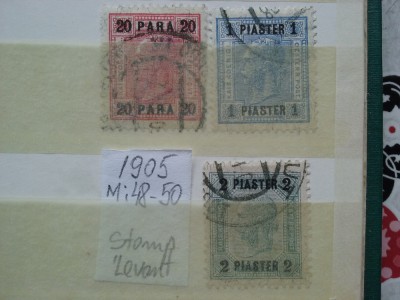 20 PARA 20
20 PARA 20
1 PIASTER 1
1 PIASTER 1
1905
M:48-50
Stamp
Levant
2 PIASTER 2
2 PIASTER 2